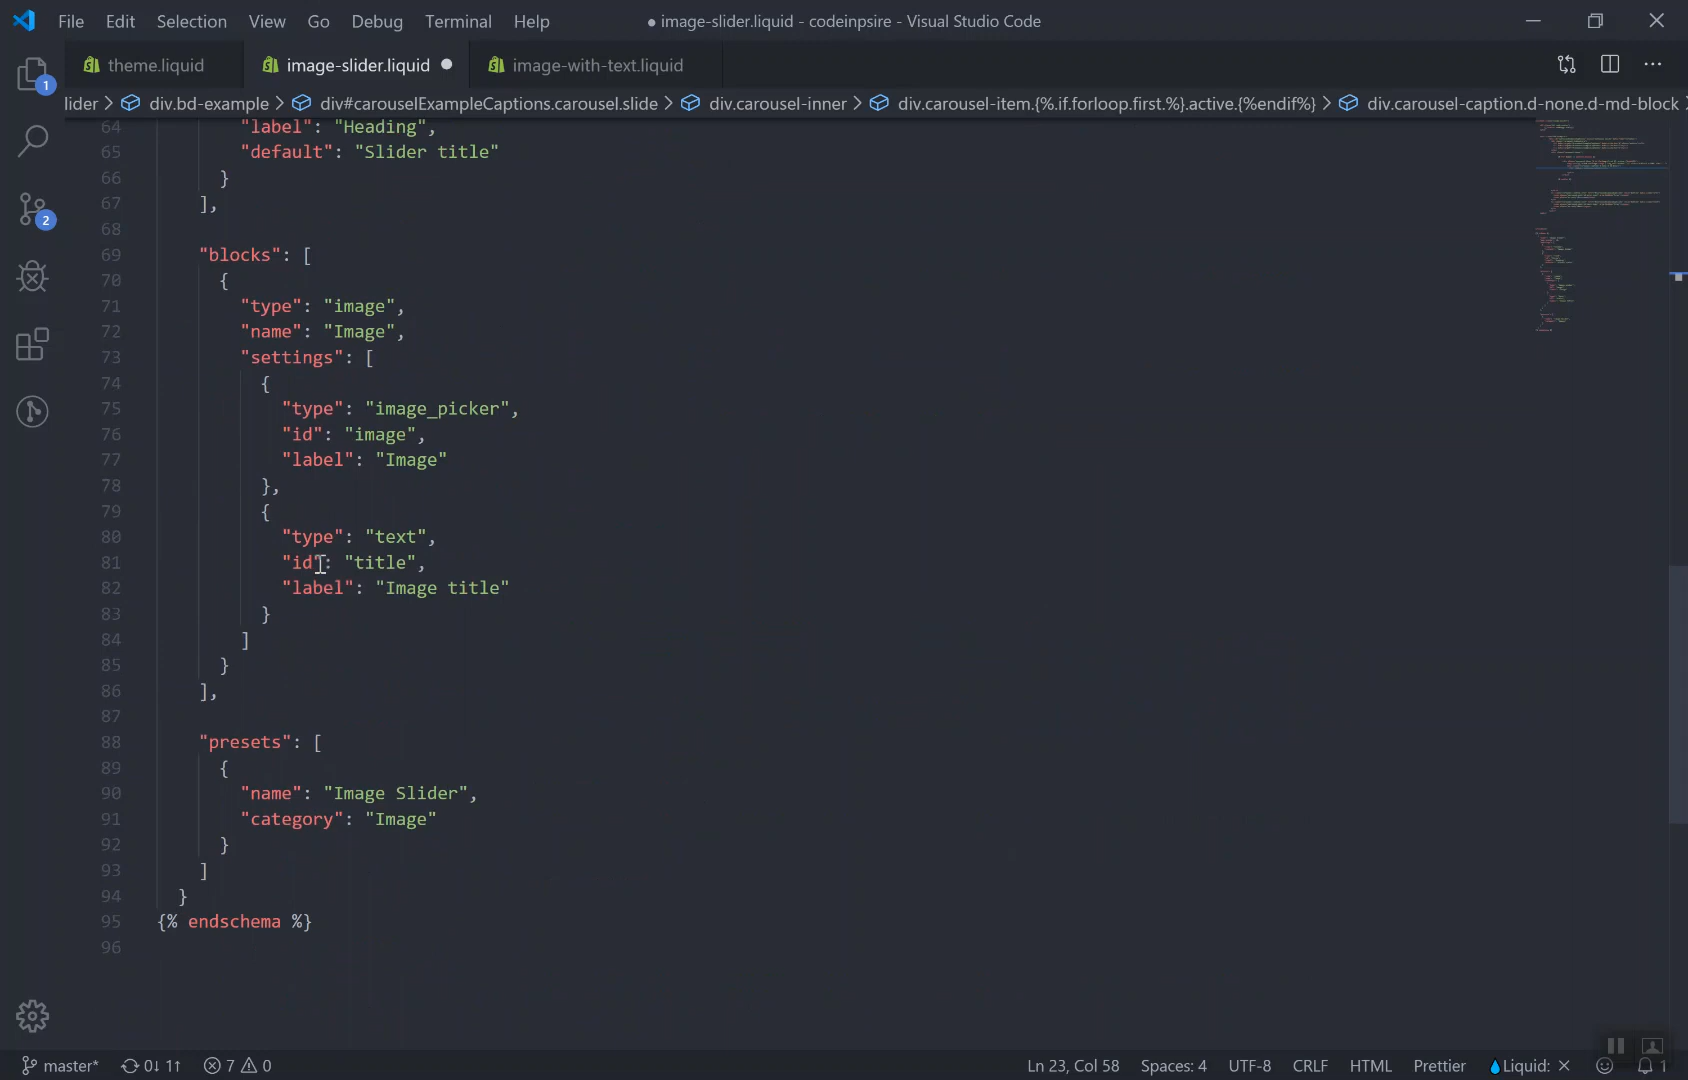 File Edit Selection View Go Debug Terminal Help ● image-slider.liquid - codeinpsire - Visual Studio Code
theme.liquid image-slider.liquid image-with-text.liquid
lider > div.bd-example > div#carouselExampleCaptions.carousel.slide > div.carousel-inner > div.carousel-item.{%.if.forloop.first.%}.active.{%endif%} > div.carousel-caption.d-none.d-md-block
64 "label": "Heading",
65 "default": "Slider title"
66 }
67 ],
68
69 "blocks": [
70 {
71 "type": "image",
72 "name": "Image",
73 "settings": [
74 {
75 "type": "image_picker",
76 "id": "image",
77 "label": "Image"
78 },
79 {
80 "type": "text",
81 "id": "title",
82 "label": "Image title"
83 }
84 ]
85 }
86 ],
87
88 "presets": [
89 {
90 "name": "Image Slider",
91 "category": "Image"
92 }
93 ]
94 }
95 {% endschema %}
96
1
2
master* 0↓ 1↑ 7 0 Ln 23, Col 58 Spaces: 4 UTF-8 CRLF HTML Prettier Liquid: ✕ 1